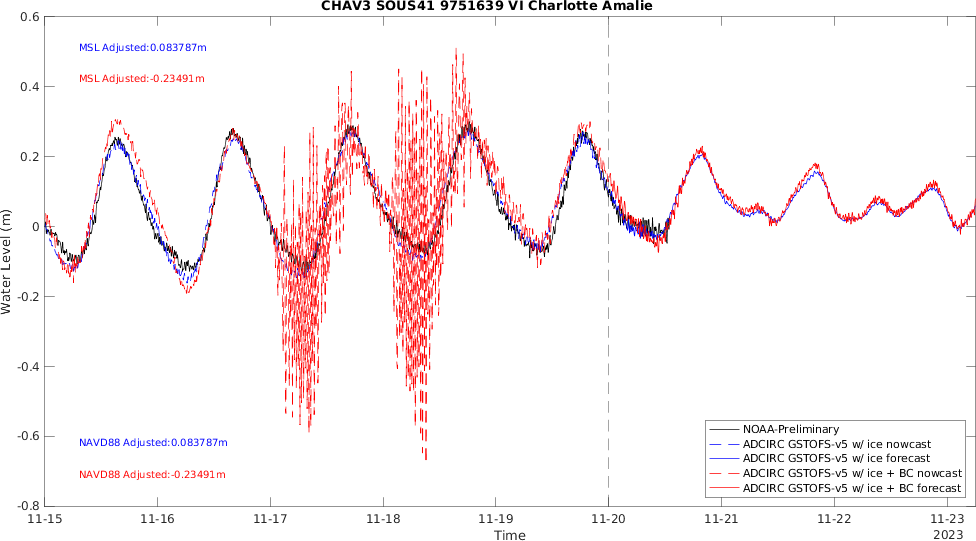 CHAV3 SOUS41 9751639 VI Charlotte Amalie
0.6
MSL Adjusted:0.083787m
MSL Adjusted:-0.23491m
0.4
0.2
0
-0.2
-0.4
-0.6
-0.8
Water Level (m)
NAVD88 Adjusted:0.083787m
NAVD88 Adjusted:-0.23491m
NOAA-Preliminary
ADCIRC GSTOFS-v5 w/ ice nowcast
ADCIRC GSTOFS-v5 w/ ice forecast
ADCIRC GSTOFS-v5 w/ ice + BC nowcast
ADCIRC GSTOFS-v5 w/ ice + BC forecast
11-15 11-16 11-17 11-18 11-19 11-20 11-21 11-22 11-23
Time
2023